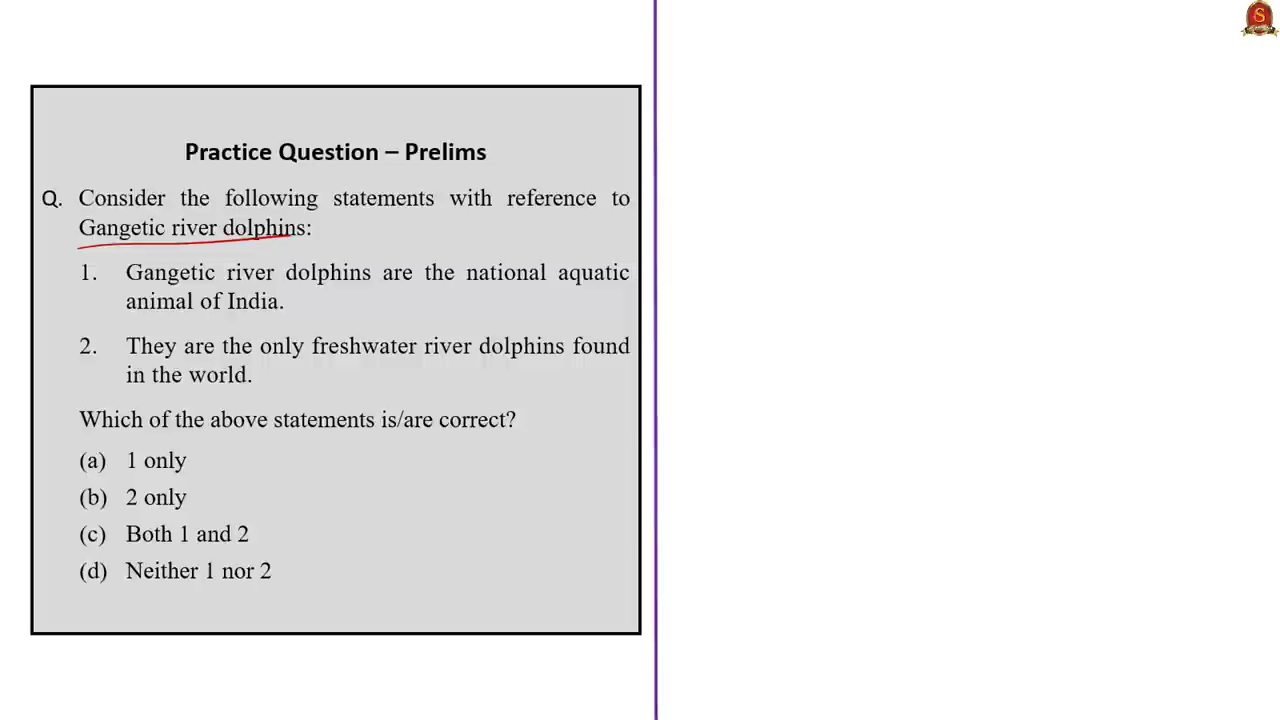 Practice Question – Prelims
Q. Consider the following statements with reference to
Gangetic river dolphins:
1. Gangetic river dolphins are the national aquatic
animal of India.
2. They are the only freshwater river dolphins found
in the world.
Which of the above statements is/are correct?
(a) 1 only
(b) 2 only
(c) Both 1 and 2
(d) Neither 1 nor 2
S